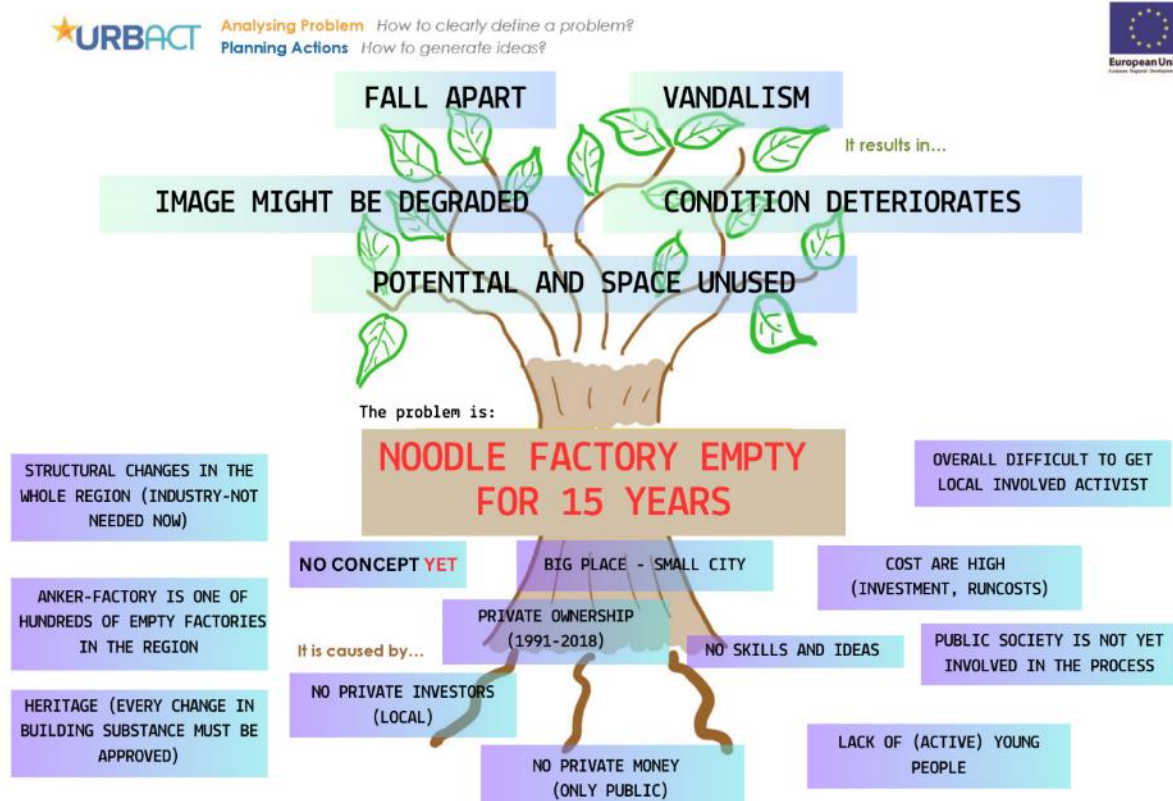 URBACT
Analysing Problem How to clearly define a problem?
Planning Actions How to generate ideas?
European Uni
FALL APART
VANDALISM
It results in...
IMAGE MIGHT BE DEGRADED
CONDITION DETERIORATES
POTENTIAL AND SPACE UNUSED
The problem is:
NOODLE FACTORY EMPTY
FOR 15 YEARS
STRUCTURAL CHANGES IN THE
WHOLE REGION (INDUSTRY-NOT
NEEDED NOW)
OVERALL DIFFICULT TO GET
LOCAL INVOLVED ACTIVIST
NO CONCEPT YET
BIG PLACE - SMALL CITY
COST ARE HIGH
(INVESTMENT, RUNCOSTS)
ANKER-FACTORY IS ONE OF
HUNDREDS OF EMPTY FACTORIES
IN THE REGION
PRIVATE OWNERSHIP
(1991-2018)
It is caused by...
NO SKILLS AND IDEAS
PUBLIC SOCIETY IS NOT YET
INVOLVED IN THE PROCESS
NO PRIVATE INVESTORS
(LOCAL)
HERITAGE (EVERY CHANGE IN
BUILDING SUBSTANCE MUST BE
APPROVED)
NO PRIVATE MONEY
(ONLY PUBLIC)
LACK OF (ACTIVE) YOUNG
PEOPLE